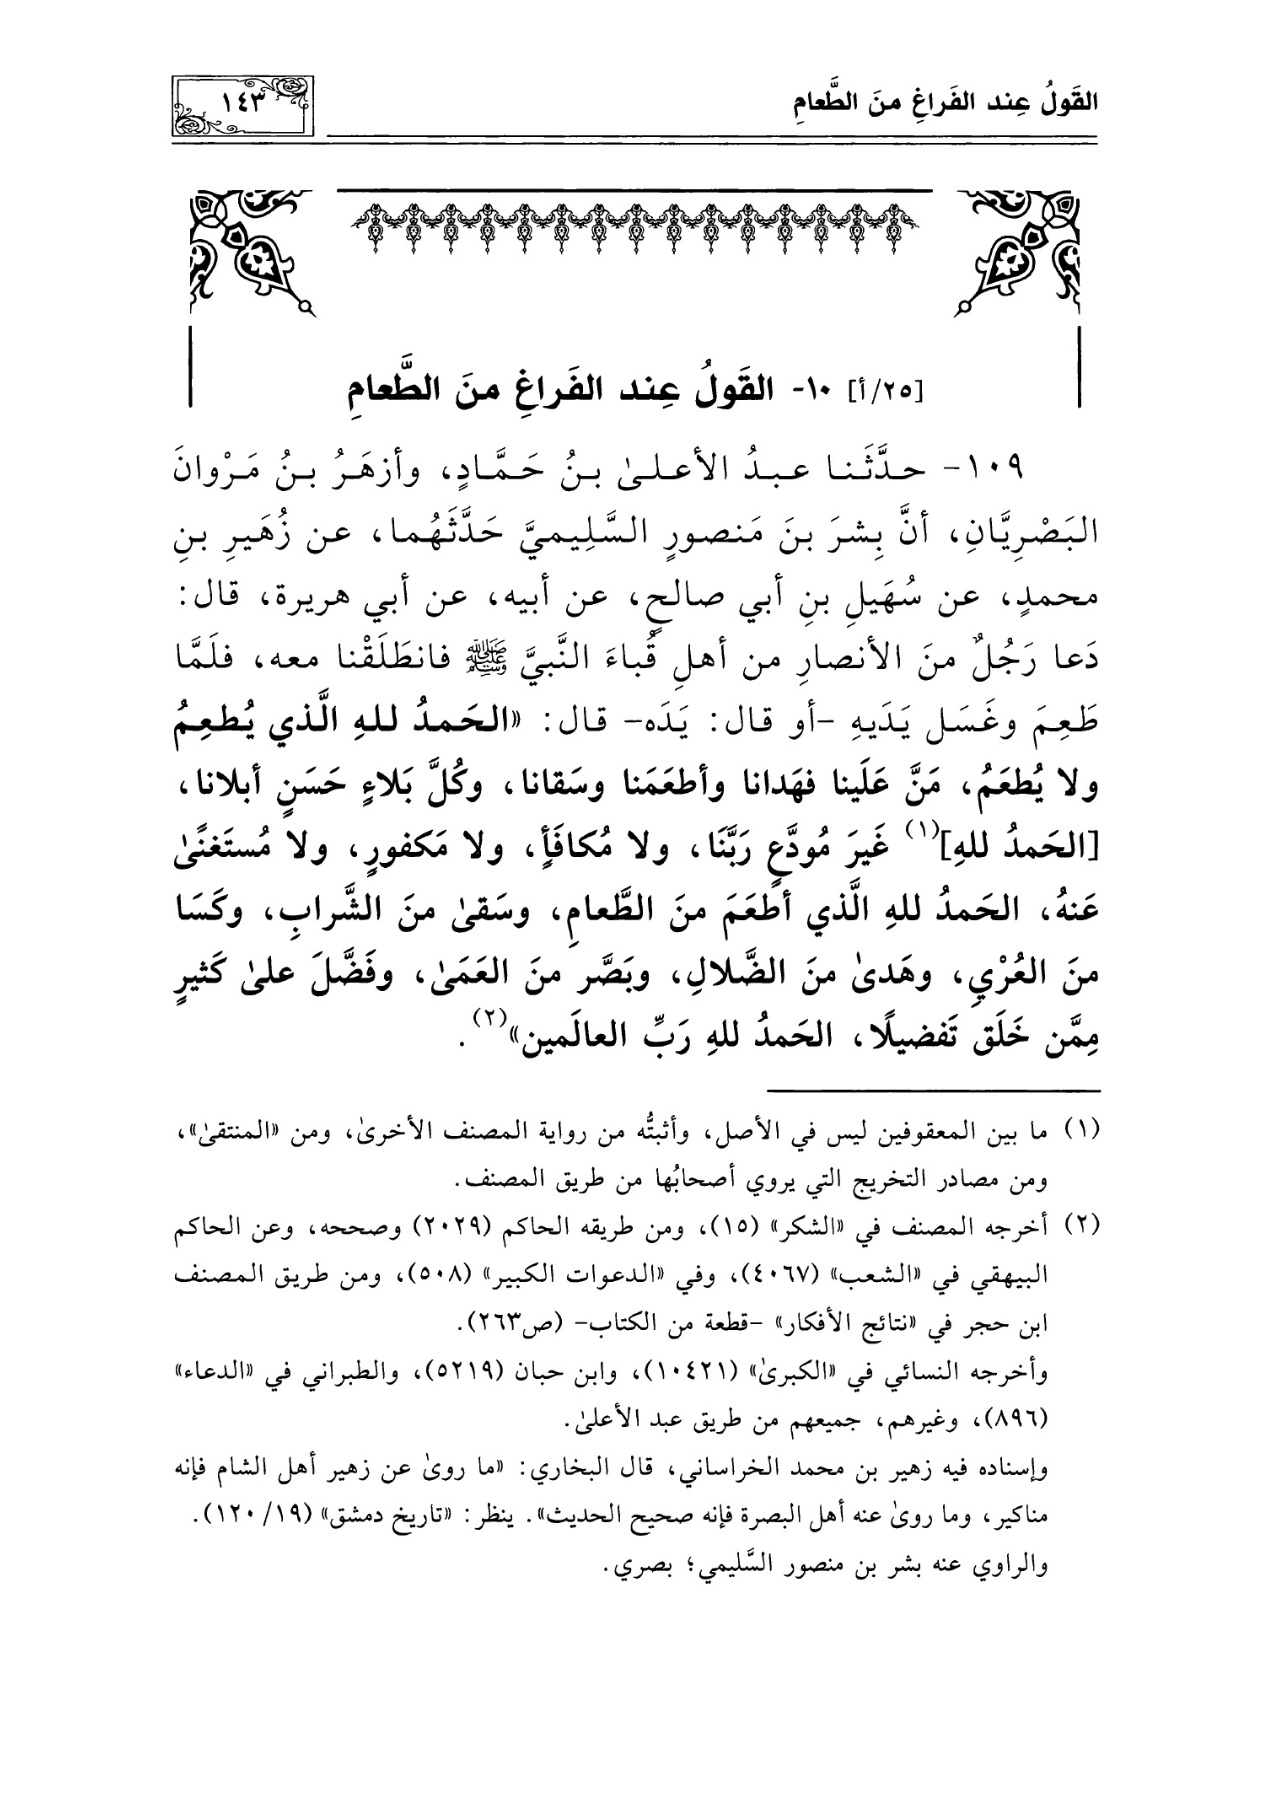 القَولُ عِند الفَراغِ منَ الطَّعامِ
١٤٣
[٢٥/أ] ١٠- القَولُ عِند الفَراغِ منَ الطَّعامِ
١٠٩- حدَّثَنا عبدُ الأعلىٰ بنُ حَمَّادٍ، وأزهَرُ بنُ مَرْوانَ
البَصْرِيَّانِ، أنَّ بِشرَ بنَ مَنصورٍ السَّلِيميَّ حَدَّثَهُما، عن زُهَيرِ بنِ
محمدٍ، عن سُهَيلِ بنِ أبي صالحٍ، عن أبيه، عن أبي هريرة، قال:
دَعا رَجُلٌ منَ الأنصارِ من أهلِ قُباءَ النَّبيَّ ﷺ فانطَلَقْنا معه، فلَمَّا
طَعِمَ وغَسَل يَدَيهِ -أو قال: يَدَه- قال: «الحَمدُ للهِ الَّذي يُطعِمُ
ولا يُطعَمُ، مَنَّ عَلَينا فهَدانا وأطعَمَنا وسَقانا، وكُلَّ بَلاءٍ حَسَنٍ أبلانا،
[الحَمدُ للهِ](١) غَيرَ مُودَّعٍ رَبَّنَا، ولا مُكافَأٍ، ولا مَكفورٍ، ولا مُستَغنًىٰ
عَنهُ، الحَمدُ للهِ الَّذي أطعَمَ منَ الطَّعامِ، وسَقىٰ منَ الشَّرابِ، وكَسَا
منَ العُرْيِ، وهَدىٰ منَ الضَّلالِ، وبَصَّر منَ العَمَىٰ، وفَضَّلَ علىٰ كَثيرٍ
مِمَّن خَلَق تَفضيلًا، الحَمدُ للهِ رَبِّ العالَمين»(٢).
(١) ما بين المعقوفين ليس في الأصل، وأثبتُّه من رواية المصنف الأخرىٰ، ومن «المنتقىٰ»،
ومن مصادر التخريج التي يروي أصحابُها من طريق المصنف.
(٢) أخرجه المصنف في «الشكر» (١٥)، ومن طريقه الحاكم (٢٠٢٩) وصححه، وعن الحاكم
البيهقي في «الشعب» (٤٠٦٧)، وفي «الدعوات الكبير» (٥٠٨)، ومن طريق المصنف
ابن حجر في «نتائج الأفكار» -قطعة من الكتاب- (ص٢٦٣).
وأخرجه النسائي في «الكبرىٰ» (١٠٤٢١)، وابن حبان (٥٢١٩)، والطبراني في «الدعاء»
(٨٩٦)، وغيرهم، جميعهم من طريق عبد الأعلىٰ.
وإسناده فيه زهير بن محمد الخراساني، قال البخاري: «ما روىٰ عن زهير أهل الشام فإنه
مناكير، وما روىٰ عنه أهل البصرة فإنه صحيح الحديث». ينظر: «تاريخ دمشق» (١٩/ ١٢٠).
والراوي عنه بشر بن منصور السَّليمي؛ بصري.